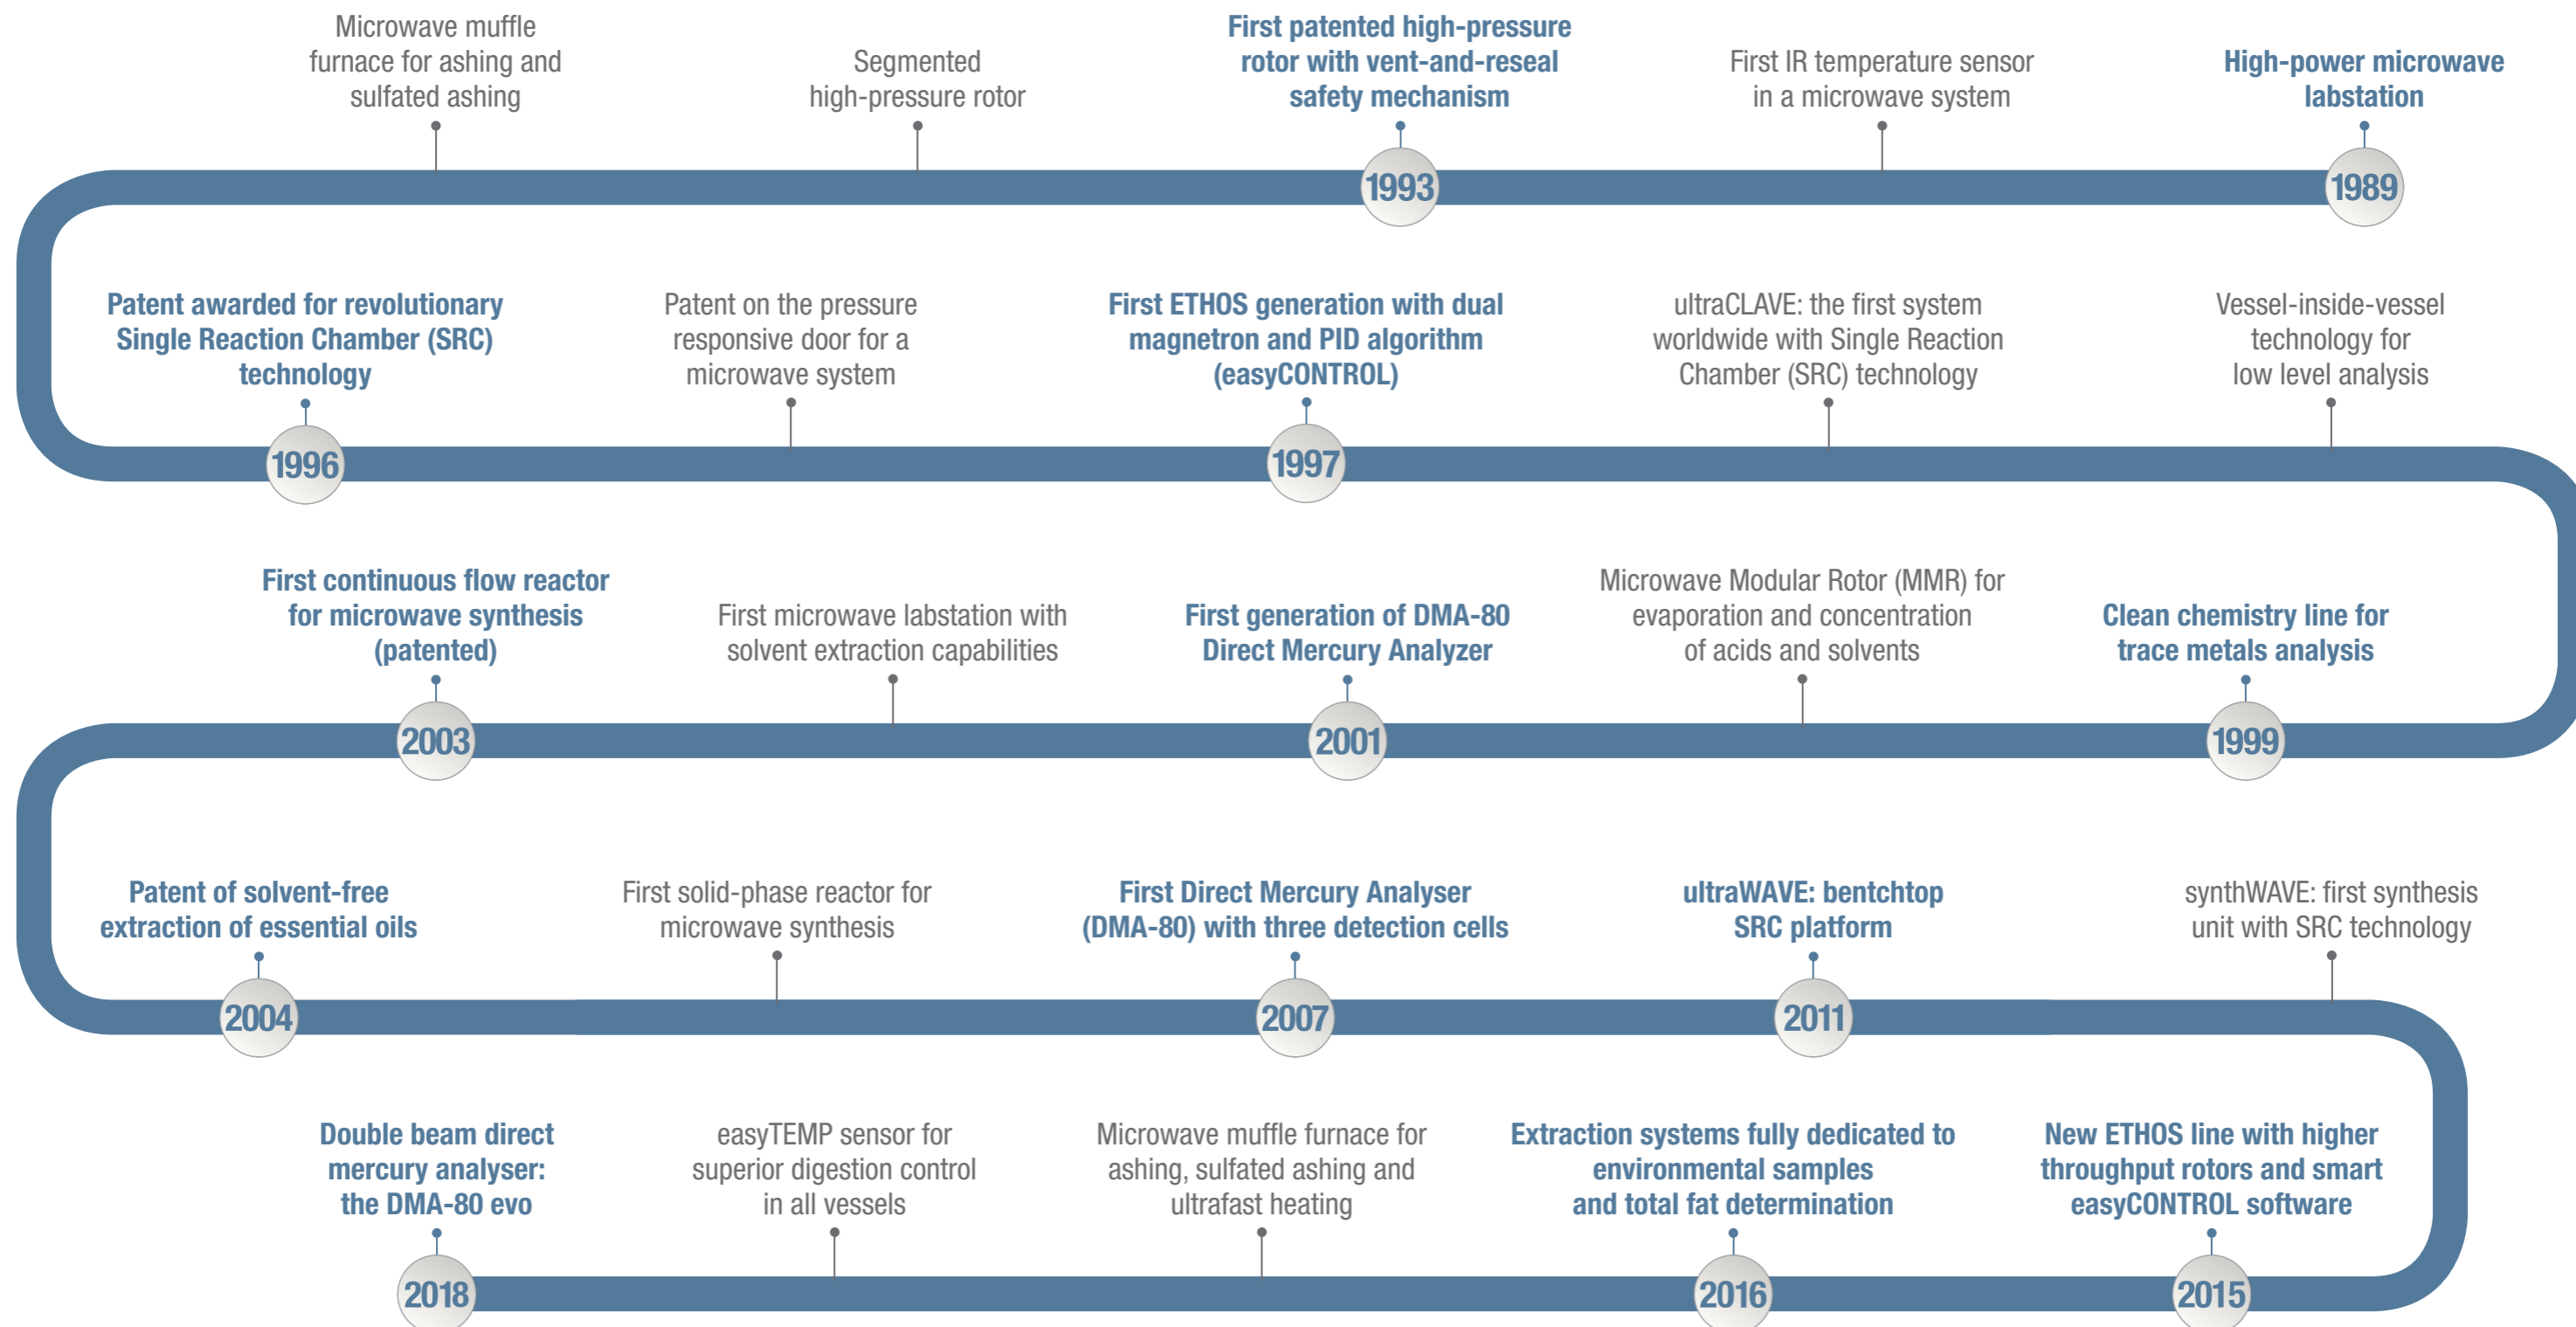 Microwave muffle
furnace for ashing and
sulfated ashing
Segmented
high-pressure rotor
First patented high-pressure
rotor with vent-and-reseal
safety mechanism
First IR temperature sensor
in a microwave system
High-power microwave
labstation
1993
1989
Patent awarded for revolutionary
Single Reaction Chamber (SRC)
technology
Patent on the pressure
responsive door for a
microwave system
First ETHOS generation with dual
magnetron and PID algorithm
(easyCONTROL)
ultraCLAVE: the first system
worldwide with Single Reaction
Chamber (SRC) technology
Vessel-inside-vessel
technology for
low level analysis
1996
1997
First continuous flow reactor
for microwave synthesis
(patented)
First microwave labstation with
solvent extraction capabilities
First generation of DMA-80
Direct Mercury Analyzer
Microwave Modular Rotor (MMR) for
evaporation and concentration
of acids and solvents
Clean chemistry line for
trace metals analysis
2003
2001
1999
Patent of solvent-free
extraction of essential oils
First solid-phase reactor for
microwave synthesis
First Direct Mercury Analyser
(DMA-80) with three detection cells
ultraWAVE: bentchtop
SRC platform
synthWAVE: first synthesis
unit with SRC technology
2004
2007
2011
Double beam direct
mercury analyser:
the DMA-80 evo
easyTEMP sensor for
superior digestion control
in all vessels
Microwave muffle furnace for
ashing, sulfated ashing and
ultrafast heating
Extraction systems fully dedicated to
environmental samples
and total fat determination
New ETHOS line with higher
throughput rotors and smart
easyCONTROL software
2018
2016
2015